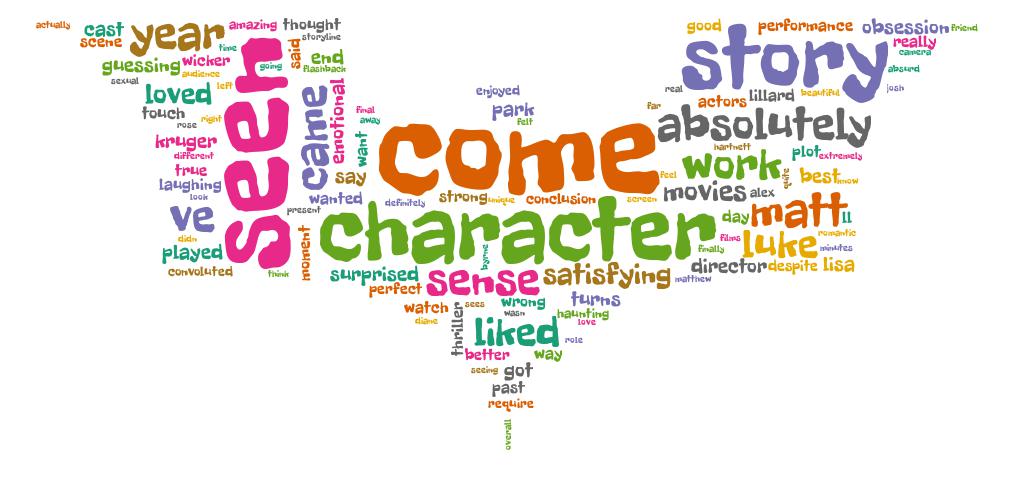 actually
cast
scene
year
amazing
thought
storyline
time
said
end
flashback
guessing
wicker
audience
going
sexual
left
loved
touch
rose
right
seen
came
emotional
final
away
want
kruger
different
true
laughing
look
say
wanted
definitely
ve
didn
present
played
convoluted
think
moment
enjoyed
park
felt
come
strong
unique
conclusion
screen
feel
far
character
surprised
perfect
byrne
sense
satisfying
good
performance
obsession
friend
really
camera
story
absurd
real
actors
lillard
beautiful
josh
absolutely
hartnett
work
quite
plot
extremely
best
know
movies
alex
day
matt
ll
films
romantic
finally
luke
minutes
director
despite
lisa
matthew
watch
sees
wrong
turns
diane
wasn
haunting
love
thriller
liked
role
better
way
seeing
got
past
require
overall